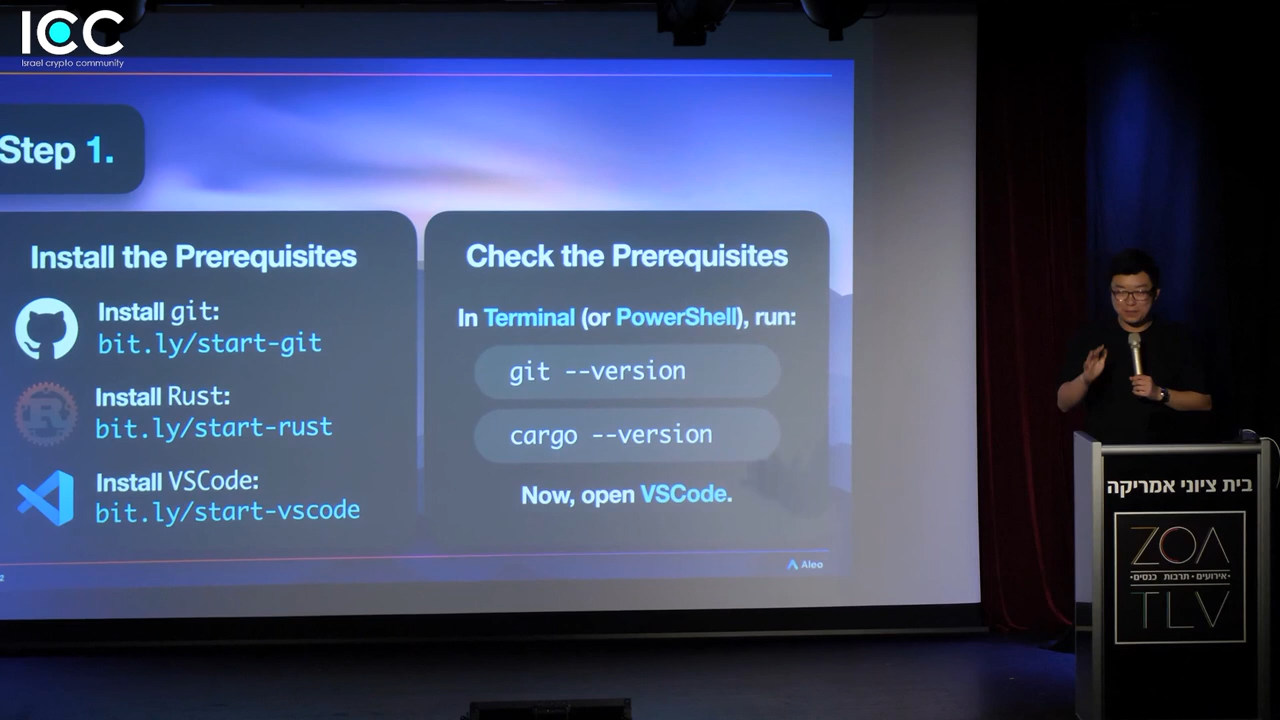 ICC
Israel crypto community
Step 1.
Install the Prerequisites
Install git:
bit.ly/start-git
Install Rust:
bit.ly/start-rust
Install VSCode:
bit.ly/start-vscode
Check the Prerequisites
In Terminal (or PowerShell), run:
git --version
cargo --version
Now, open VSCode.
2
Aleo
בית ציוני אמריקה
ZOA
•אירועים • תרבות • כנסים•
TLV